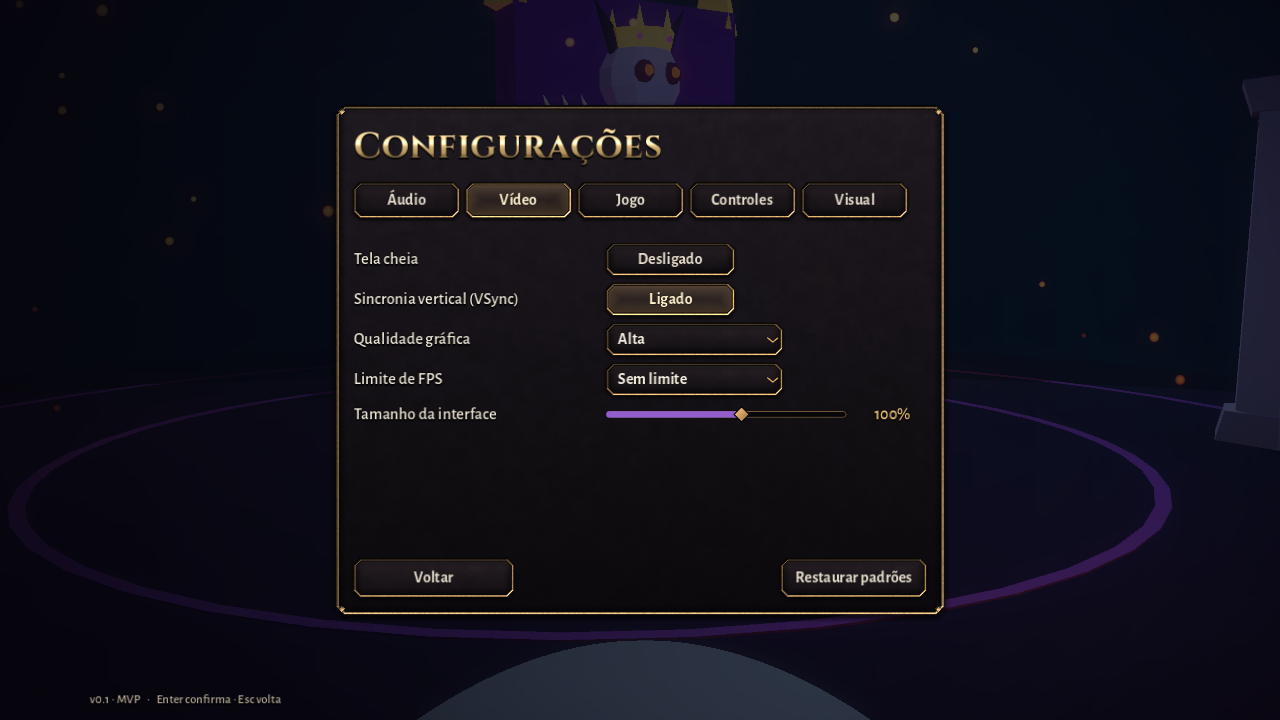 Configurações
Áudio Vídeo Jogo Controles Visual
Tela cheia Desligado
Sincronia vertical (VSync) Ligado
Qualidade gráfica Alta
Limite de FPS Sem limite
Tamanho da interface 100%
Voltar Restaurar padrões
v0.1 · MVP · Enter confirma · Esc volta